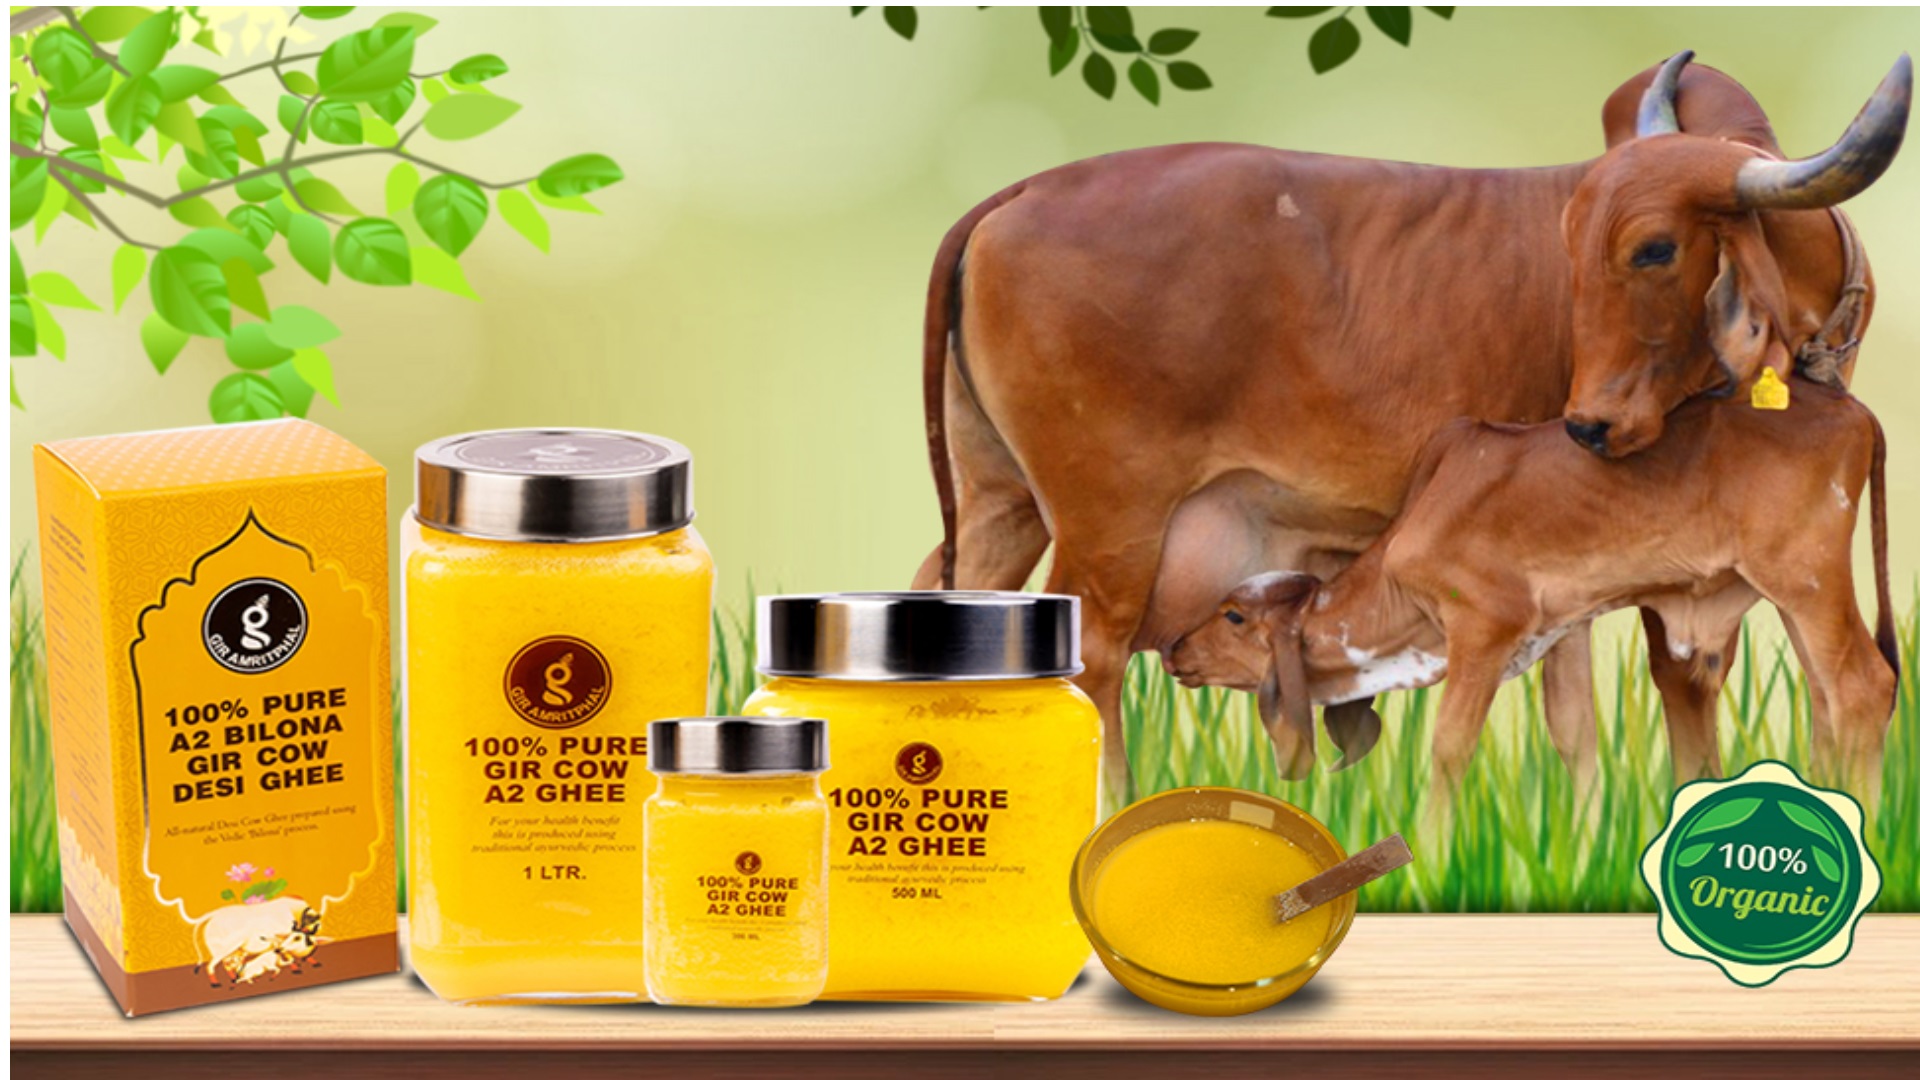 GIR AMRITPHAL
100% PURE
A2 BILONA
GIR COW
DESI GHEE
All-natural Desi Cow Ghee prepared using
the Vedic 'Bilona' process.
GIR AMRITPHAL
100% PURE
GIR COW
A2 GHEE
For your health benefit
this is produced using
traditional ayurvedic process
1 LTR.
100% PURE
GIR COW
A2 GHEE
100% PURE
GIR COW
A2 GHEE
your health benefit this is produced using
traditional ayurvedic process
500 ML
100%
Organic